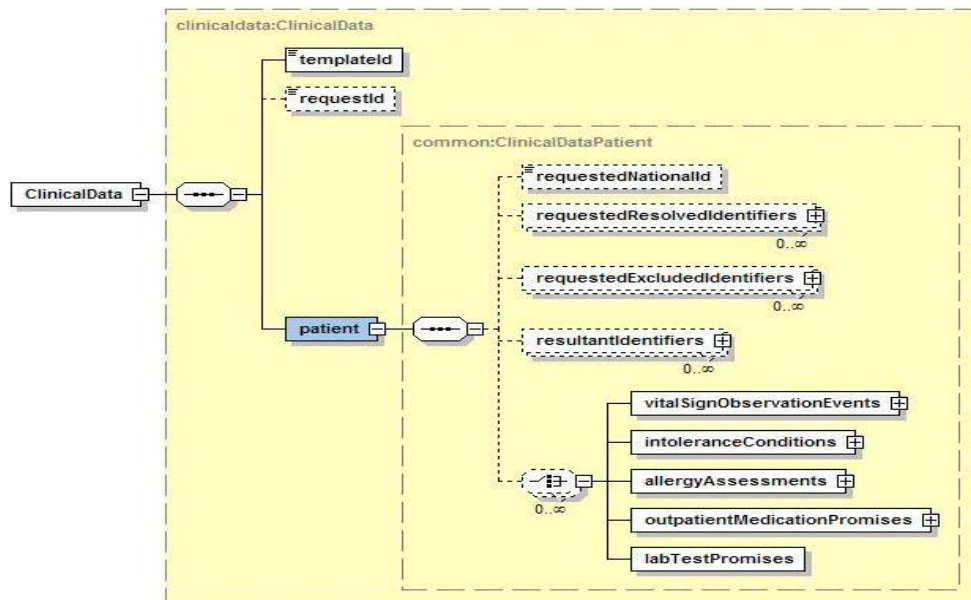 clinicaldata:ClinicalData
templateId
requestId
common:ClinicalDataPatient
requestedNationalId
ClinicalData
requestedResolvedIdentifiers
0..∞
requestedExcludedIdentifiers
0..∞
patient
resultantIdentifiers
0..∞
vitalSignObservationEvents
intoleranceConditions
allergyAssessments
0..∞
outpatientMedicationPromises
labTestPromises